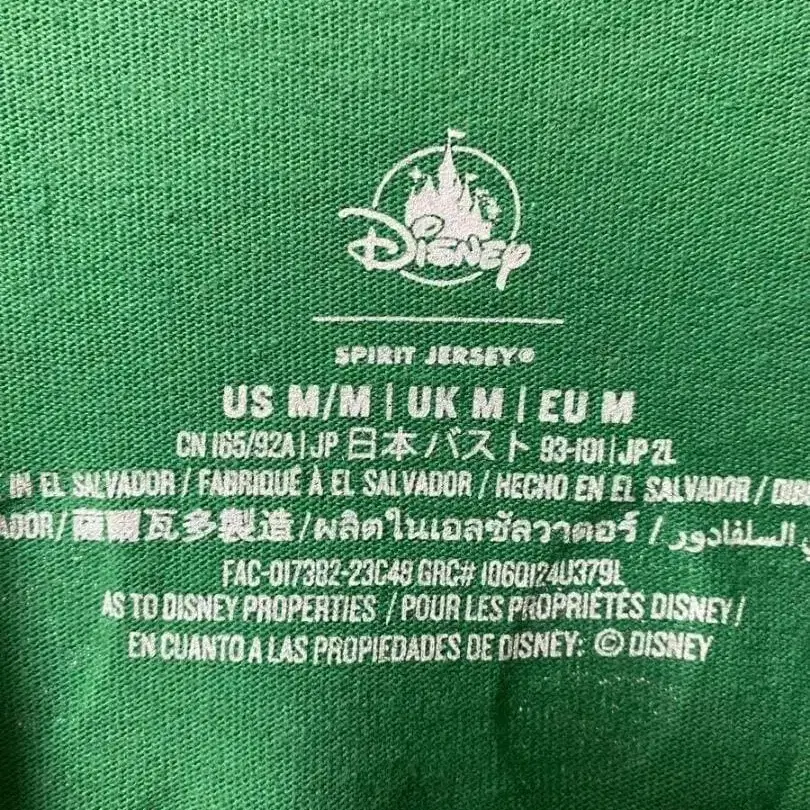 Disney
SPIRIT JERSEY®
US M/M | UK M | EU M
CN 165/92A | JP 日本 バスト 93-101 | JP 2L
IN EL SALVADOR / FABRIQUÉ À EL SALVADOR / HECHO EN EL SALVADOR /
/ 薩爾瓦多製造 / ผลิตในเอลซัลวาดอร์ / السلفادور
FAC-017382-23C49 GRC# 1060124U379L
AS TO DISNEY PROPERTIES / POUR LES PROPRIÉTÉS DISNEY /
EN CUANTO A LAS PROPIEDADES DE DISNEY: © DISNEY